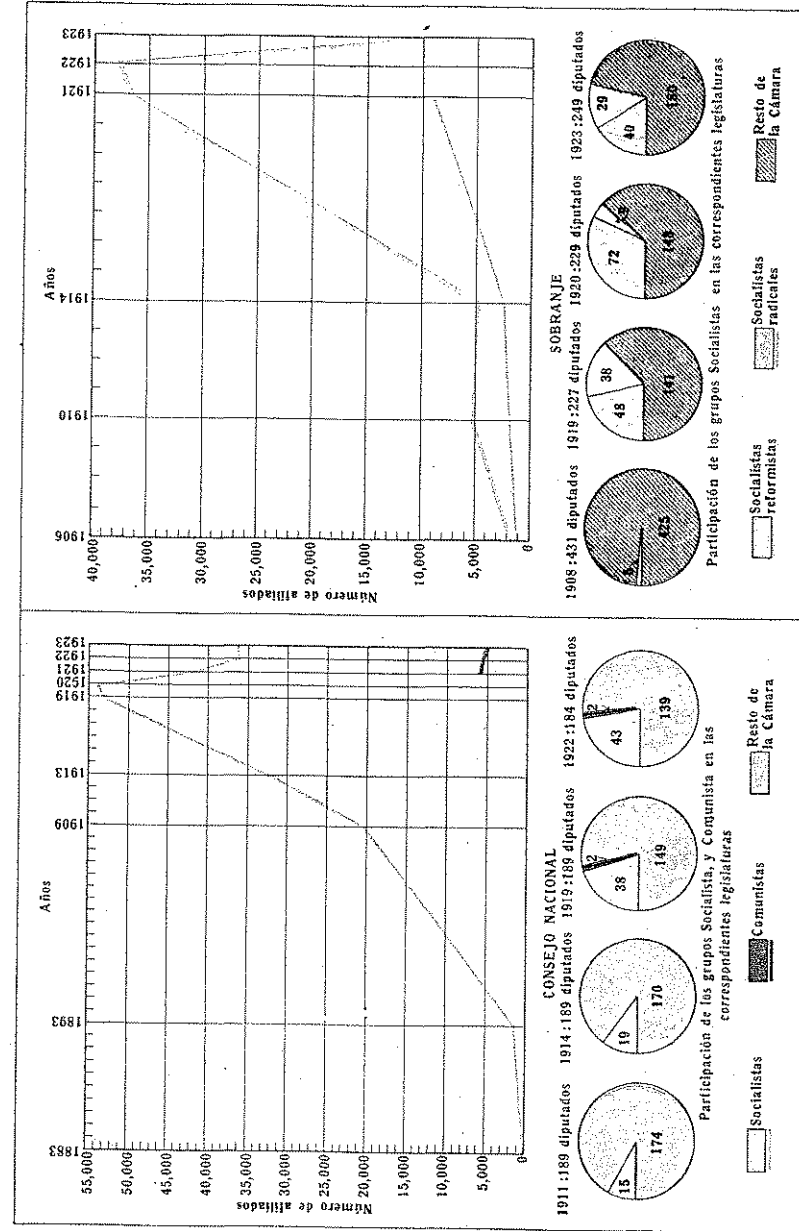 Años
1883
1893
1909
1913
1919
1920
1921
1922
1923
55,000
50,000
45,000
40,000
35,000
30,000
25,000
20,000
15,000
10,000
5,000
0
Número de afiliados
CONSEJO NACIONAL
1911:189 diputados 1914:189 diputados 1919:189 diputados 1922:184 diputados
15 174
19 170
38 2 149
43 2 139
Participación de los grupos Socialista, y Comunista en las
correspondientes legislaturas
Socialistas
Comunistas
Resto de
la Cámara
Años
1906
1910
1914
1921
1922
1923
40,000
35,000
30,000
25,000
20,000
15,000
10,000
5,000
0
Número de afiliados
SOBRANJE
1908:431 diputados 1919:227 diputados 1920:229 diputados 1923:249 diputados
6 425
48 38 141
72 148
40 29 180
Participación de los grupos Socialistas en las correspondientes legislaturas
Socialistas
reformistas
Socialistas
radicales
Resto de
la Cámara